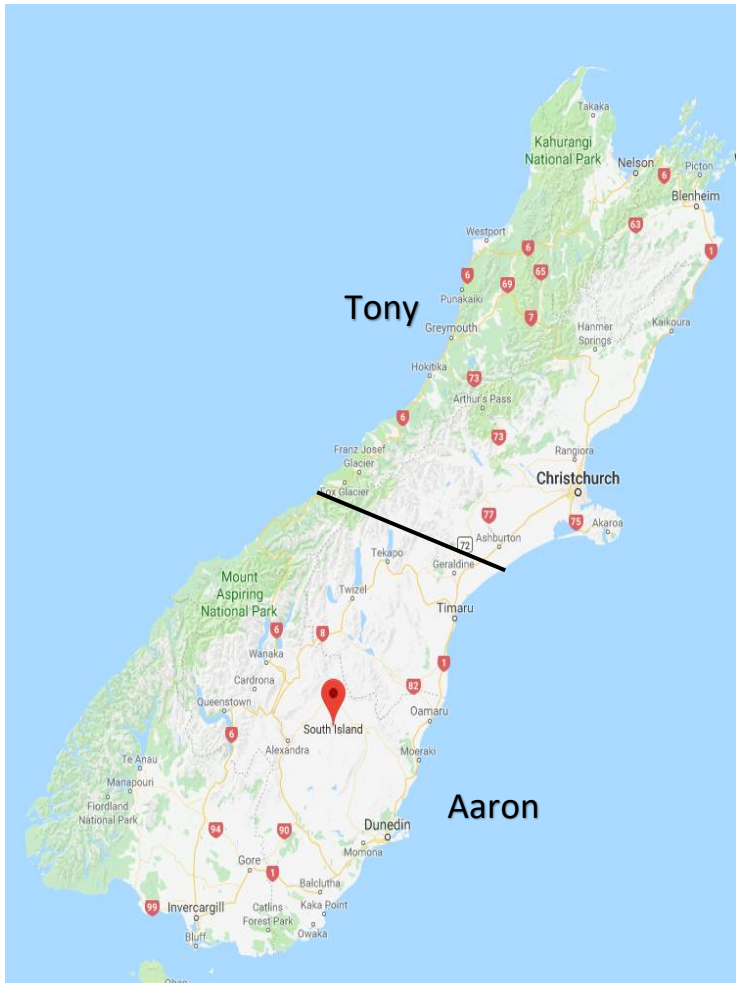 Takaka
Kahurangi
National Park
Nelson
Picton
6
Blenheim
63
Westport
6
1
65
6
69
Punakaiki
Tony
7
Kaikoura
Greymouth
Hanmer
Springs
Hokitika
73
Arthur's Pass
6
73
Franz Josef
Glacier
Rangiora
Christchurch
Fox Glacier
77
75
Akaroa
72
Ashburton
Tekapo
Geraldine
Mount
Aspiring
National Park
Twizel
Timaru
6
8
Wanaka
1
Cardrona
82
Queenstown
Oamaru
South Island
6
Alexandra
Moeraki
Te Anau
Manapouri
Aaron
Fiordland
National Park
94
90
Dunedin
Momona
Gore
1
Balclutha
99
Invercargill
Catlins
Forest Park
Kaka Point
Owaka
Bluff